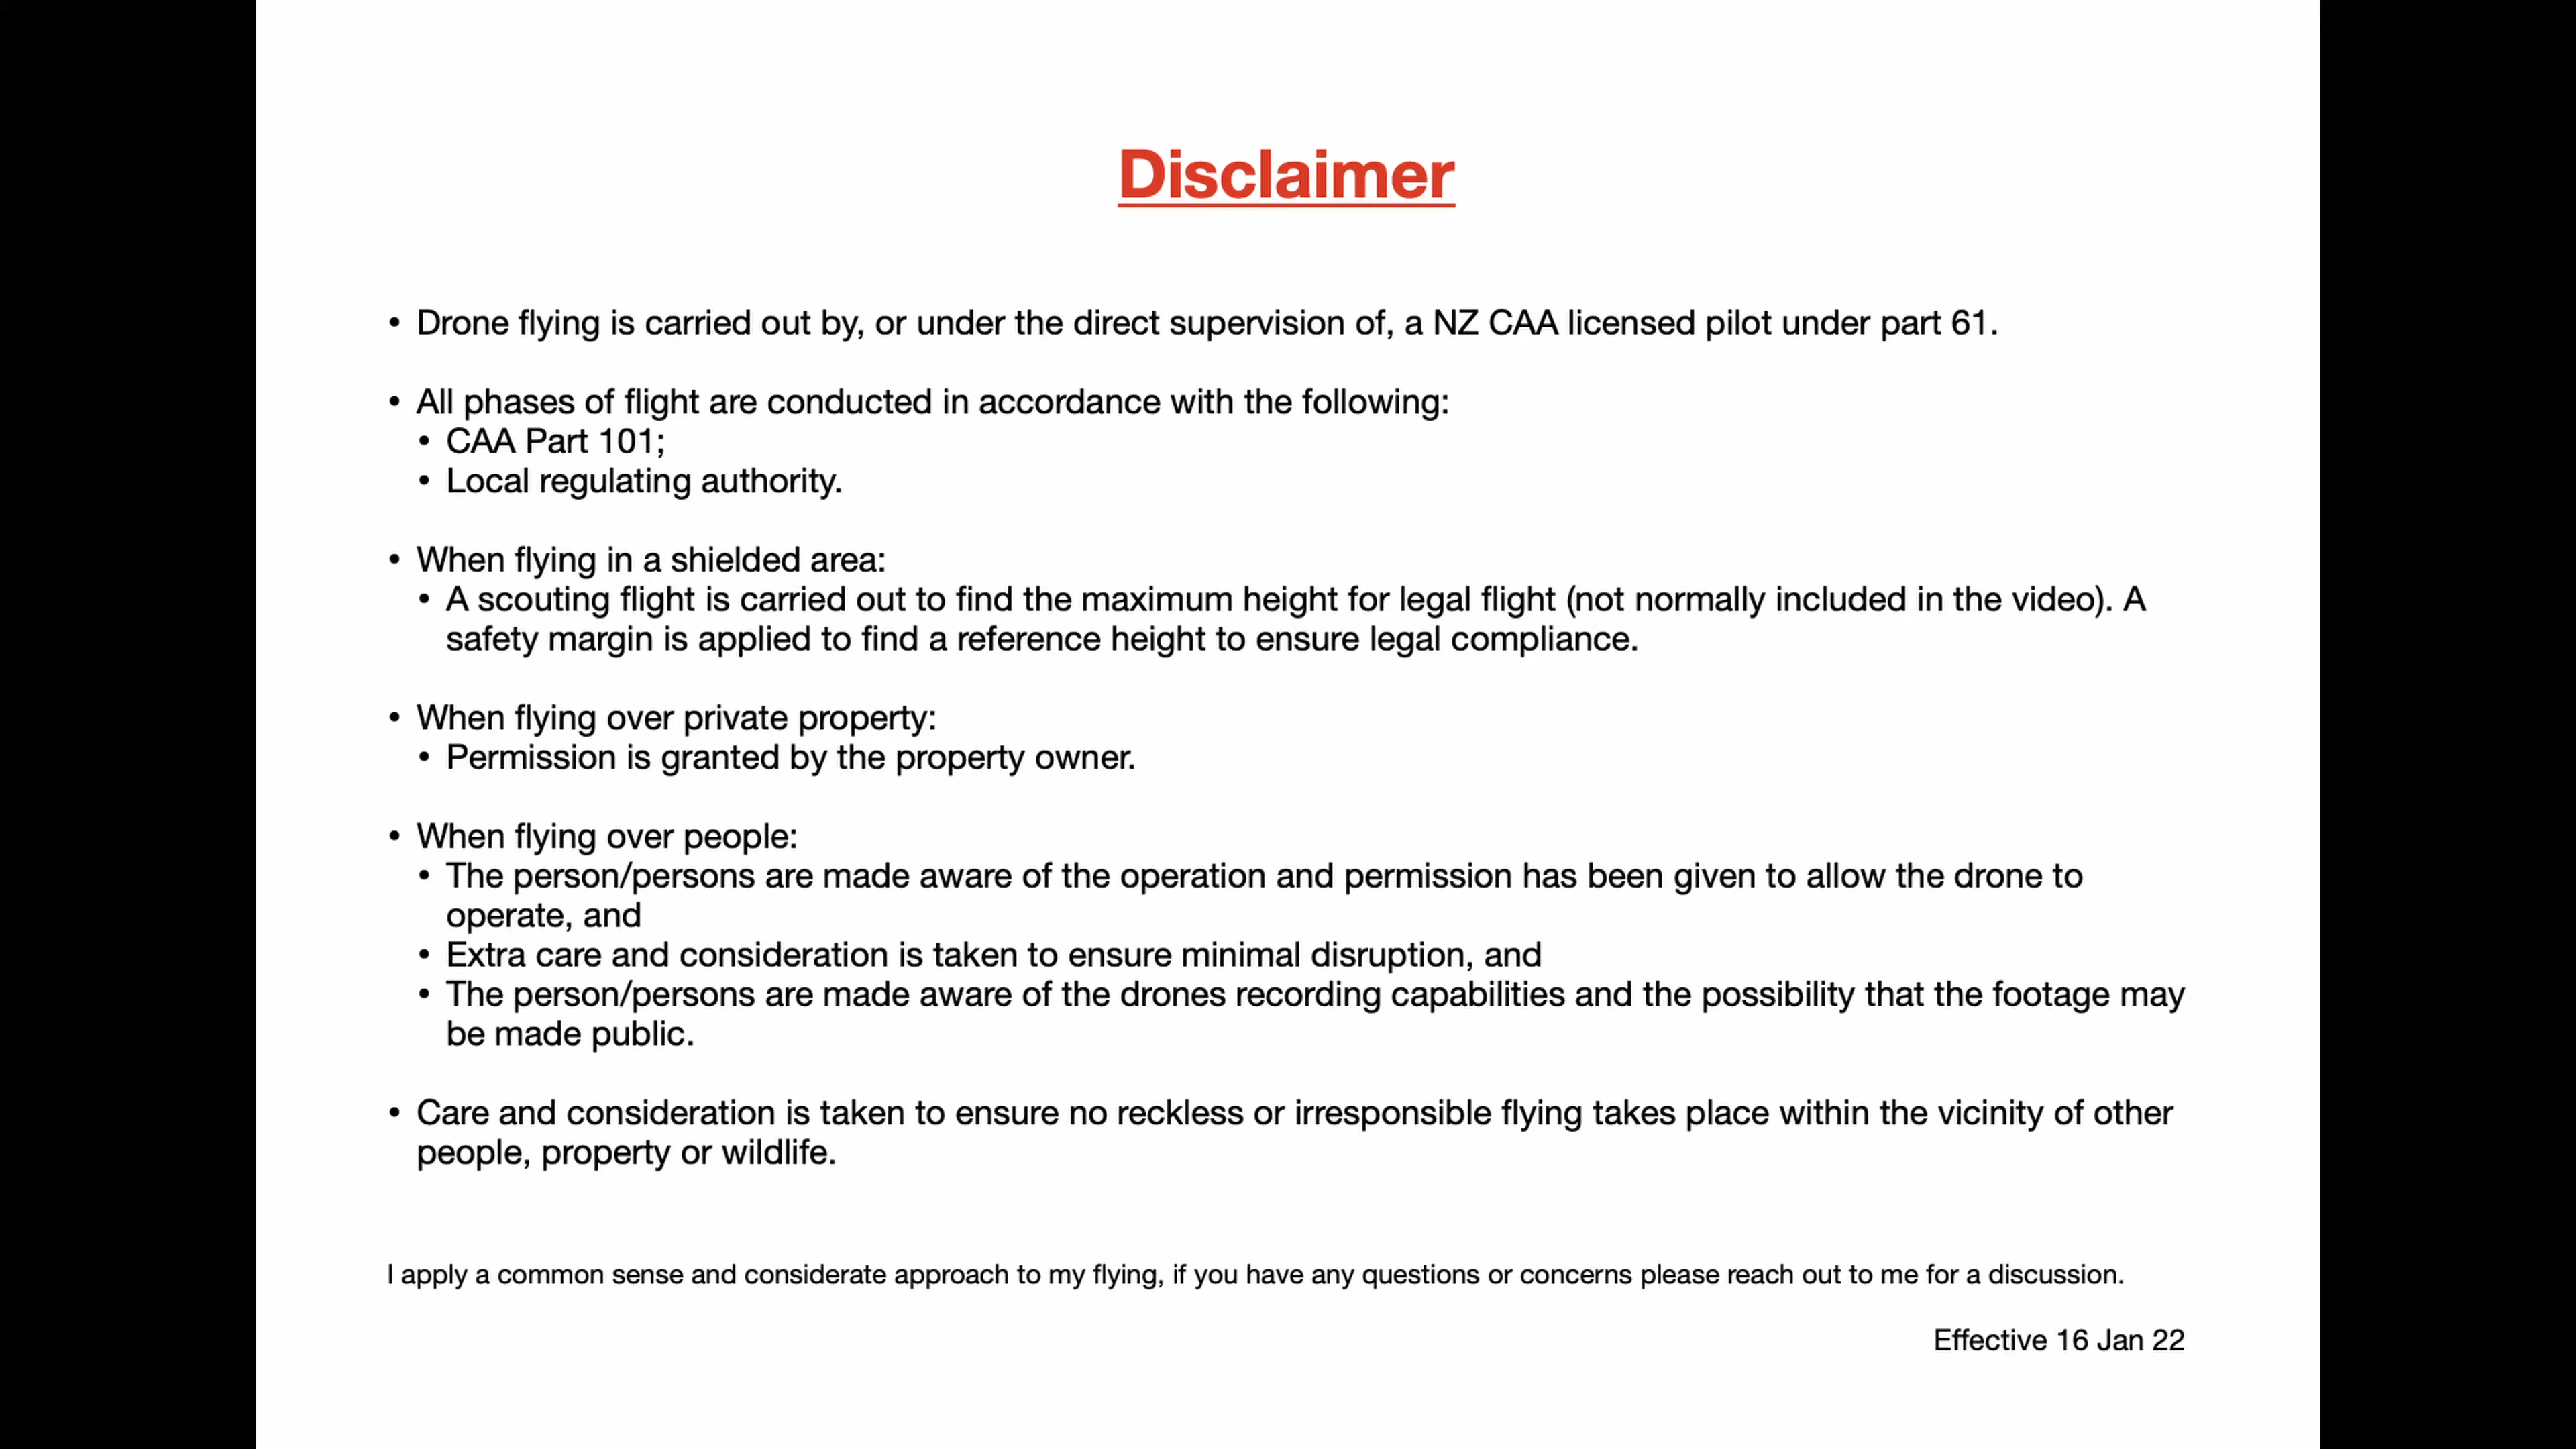 Disclaimer
• Drone flying is carried out by, or under the direct supervision of, a NZ CAA licensed pilot under part 61.
• All phases of flight are conducted in accordance with the following:
• CAA Part 101;
• Local regulating authority.
• When flying in a shielded area:
• A scouting flight is carried out to find the maximum height for legal flight (not normally included in the video). A
safety margin is applied to find a reference height to ensure legal compliance.
• When flying over private property:
• Permission is granted by the property owner.
• When flying over people:
• The person/persons are made aware of the operation and permission has been given to allow the drone to
operate, and
• Extra care and consideration is taken to ensure minimal disruption, and
• The person/persons are made aware of the drones recording capabilities and the possibility that the footage may
be made public.
• Care and consideration is taken to ensure no reckless or irresponsible flying takes place within the vicinity of other
people, property or wildlife.
I apply a common sense and considerate approach to my flying, if you have any questions or concerns please reach out to me for a discussion.
Effective 16 Jan 22